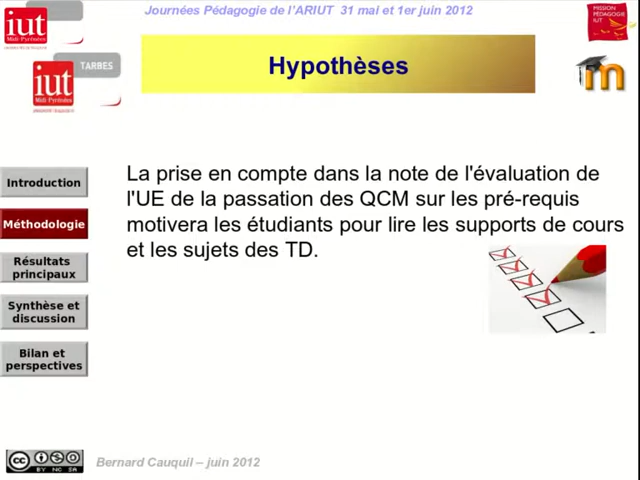 Journées Pédagogie de l'ARIUT 31 mai et 1er juin 2012
iut
Midi-Pyrénées
MISSION
PÉDAGOGIE
IUT
TARBES
iut
Midi-Pyrénées
Hypothèses
m
La prise en compte dans la note de l'évaluation de
l'UE de la passation des QCM sur les pré-requis
motivera les étudiants pour lire les supports de cours
et les sujets des TD.
Introduction
Méthodologie
Résultats
principaux
Synthèse et
discussion
Bilan et
perspectives
cc
BY NC SA
Bernard Cauquil – juin 2012